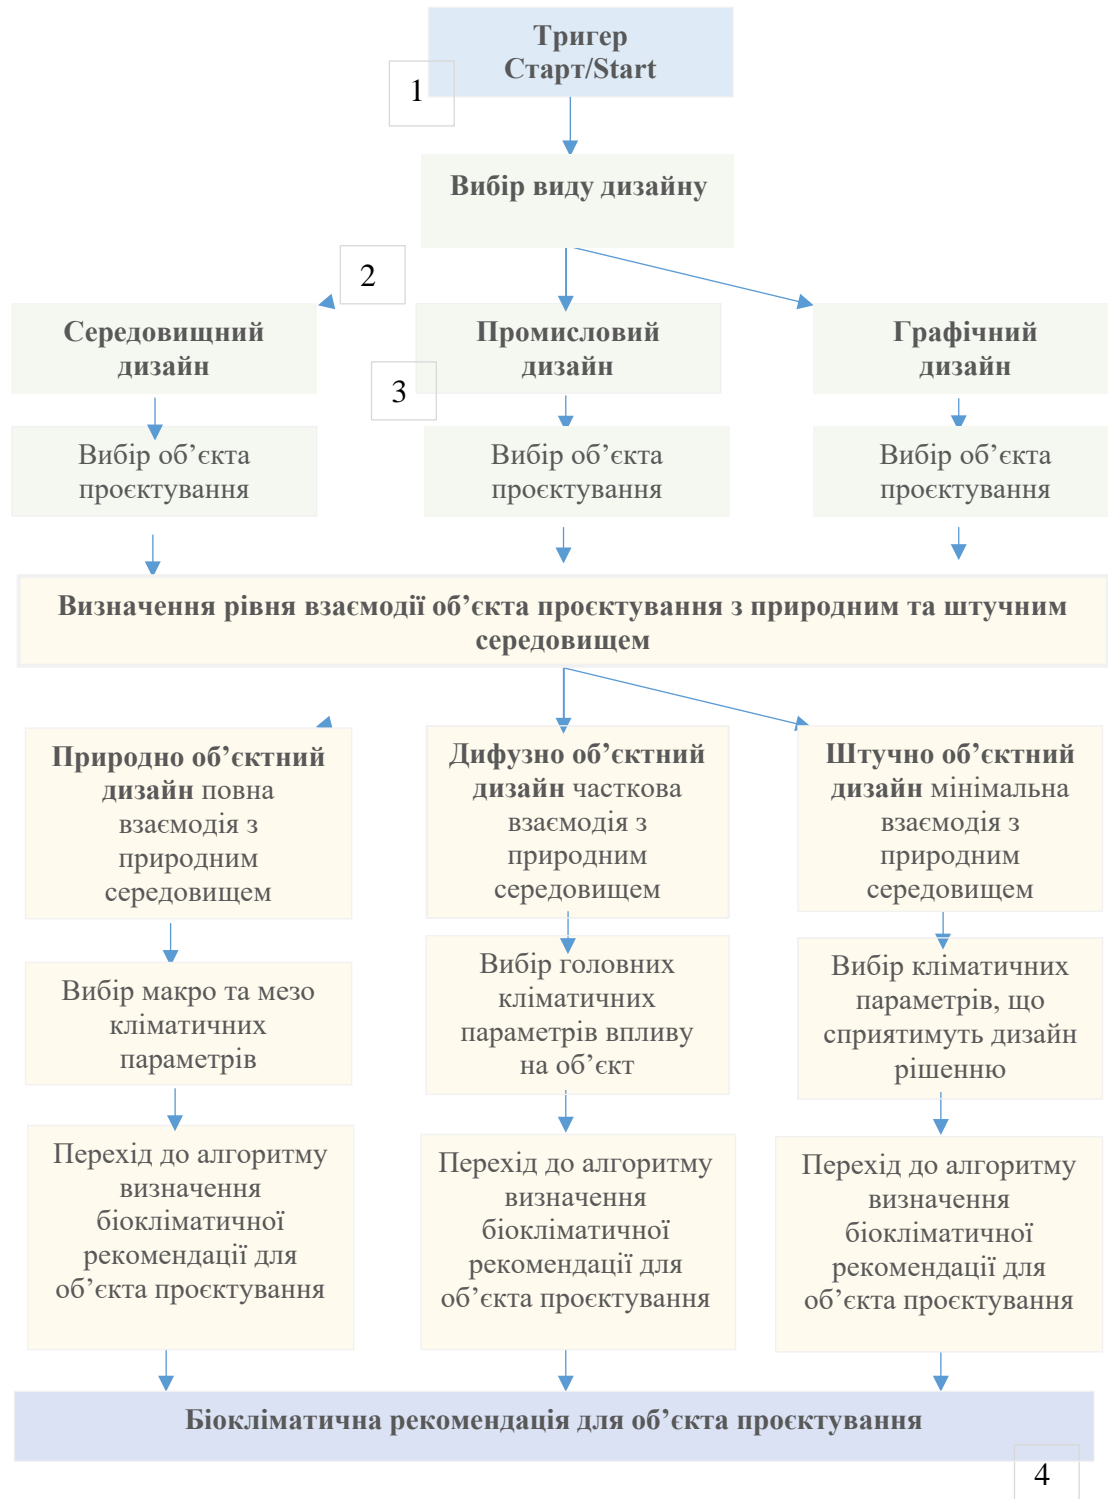 Тригер
Старт/Start
1
Вибір виду дизайну
2
Середовищний
дизайн
Промисловий
дизайн
3
Графічний
дизайн
Вибір об’єкта
проєктування
Вибір об’єкта
проєктування
Вибір об’єкта
проєктування
Визначення рівня взаємодії об’єкта проєктування з природним та штучним
середовищем
Природно об’єктний
дизайн повна
взаємодія з
природним
середовищем
Дифузно об’єктний
дизайн часткова
взаємодія з
природним
середовищем
Штучно об’єктний
дизайн мінімальна
взаємодія з
природним
середовищем
Вибір макро та мезо
кліматичних
параметрів
Вибір головних
кліматичних
параметрів впливу
на об’єкт
Вибір кліматичних
параметрів, що
сприятимуть дизайн
рішенню
Перехід до алгоритму
визначення
біокліматичної
рекомендації для
об’єкта проєктування
Перехід до алгоритму
визначення
біокліматичної
рекомендації для
об’єкта проєктування
Перехід до алгоритму
визначення
біокліматичної
рекомендації для
об’єкта проєктування
Біокліматична рекомендація для об’єкта проєктування
4